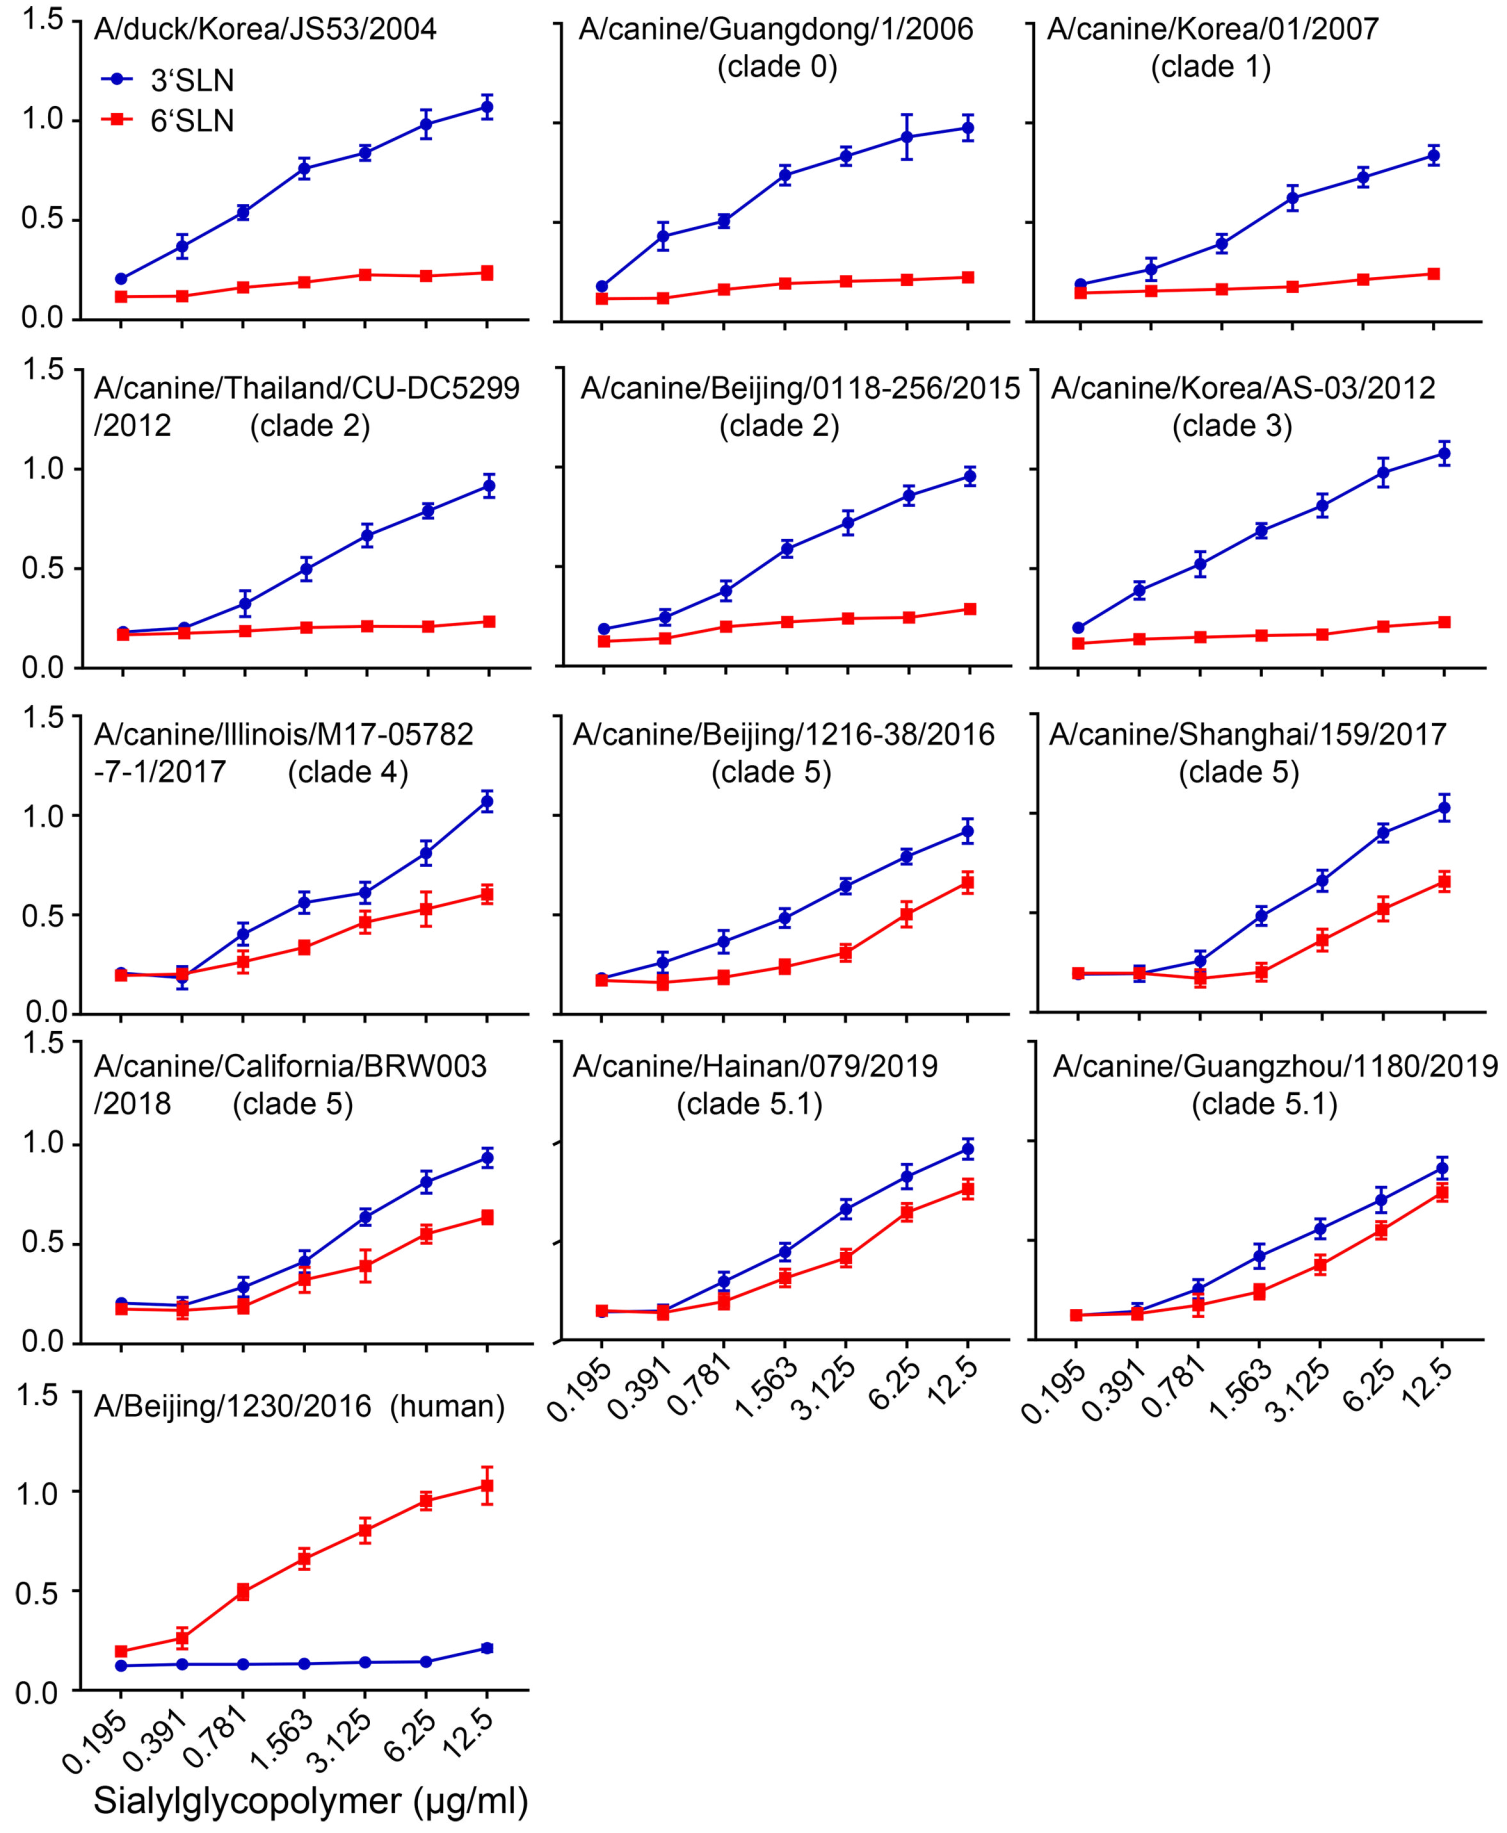 1.5
1.0
0.5
0.0
A/duck/Korea/JS53/2004
3‘SLN
6‘SLN
A/canine/Guangdong/1/2006
(clade 0)
A/canine/Korea/01/2007
(clade 1)
1.5
1.0
0.5
0.0
A/canine/Thailand/CU-DC5299
/2012 (clade 2)
A/canine/Beijing/0118-256/2015
(clade 2)
A/canine/Korea/AS-03/2012
(clade 3)
1.5
1.0
0.5
0.0
A/canine/Illinois/M17-05782
-7-1/2017 (clade 4)
A/canine/Beijing/1216-38/2016
(clade 5)
A/canine/Shanghai/159/2017
(clade 5)
1.5
1.0
0.5
0.0
A/canine/California/BRW003
/2018 (clade 5)
A/canine/Hainan/079/2019
(clade 5.1)
0.195 0.391 0.781 1.563 3.125 6.25 12.5
A/canine/Guangzhou/1180/2019
(clade 5.1)
0.195 0.391 0.781 1.563 3.125 6.25 12.5
1.5
1.0
0.5
0.0
A/Beijing/1230/2016 (human)
0.195 0.391 0.781 1.563 3.125 6.25 12.5
Sialylglycopolymer (μg/ml)